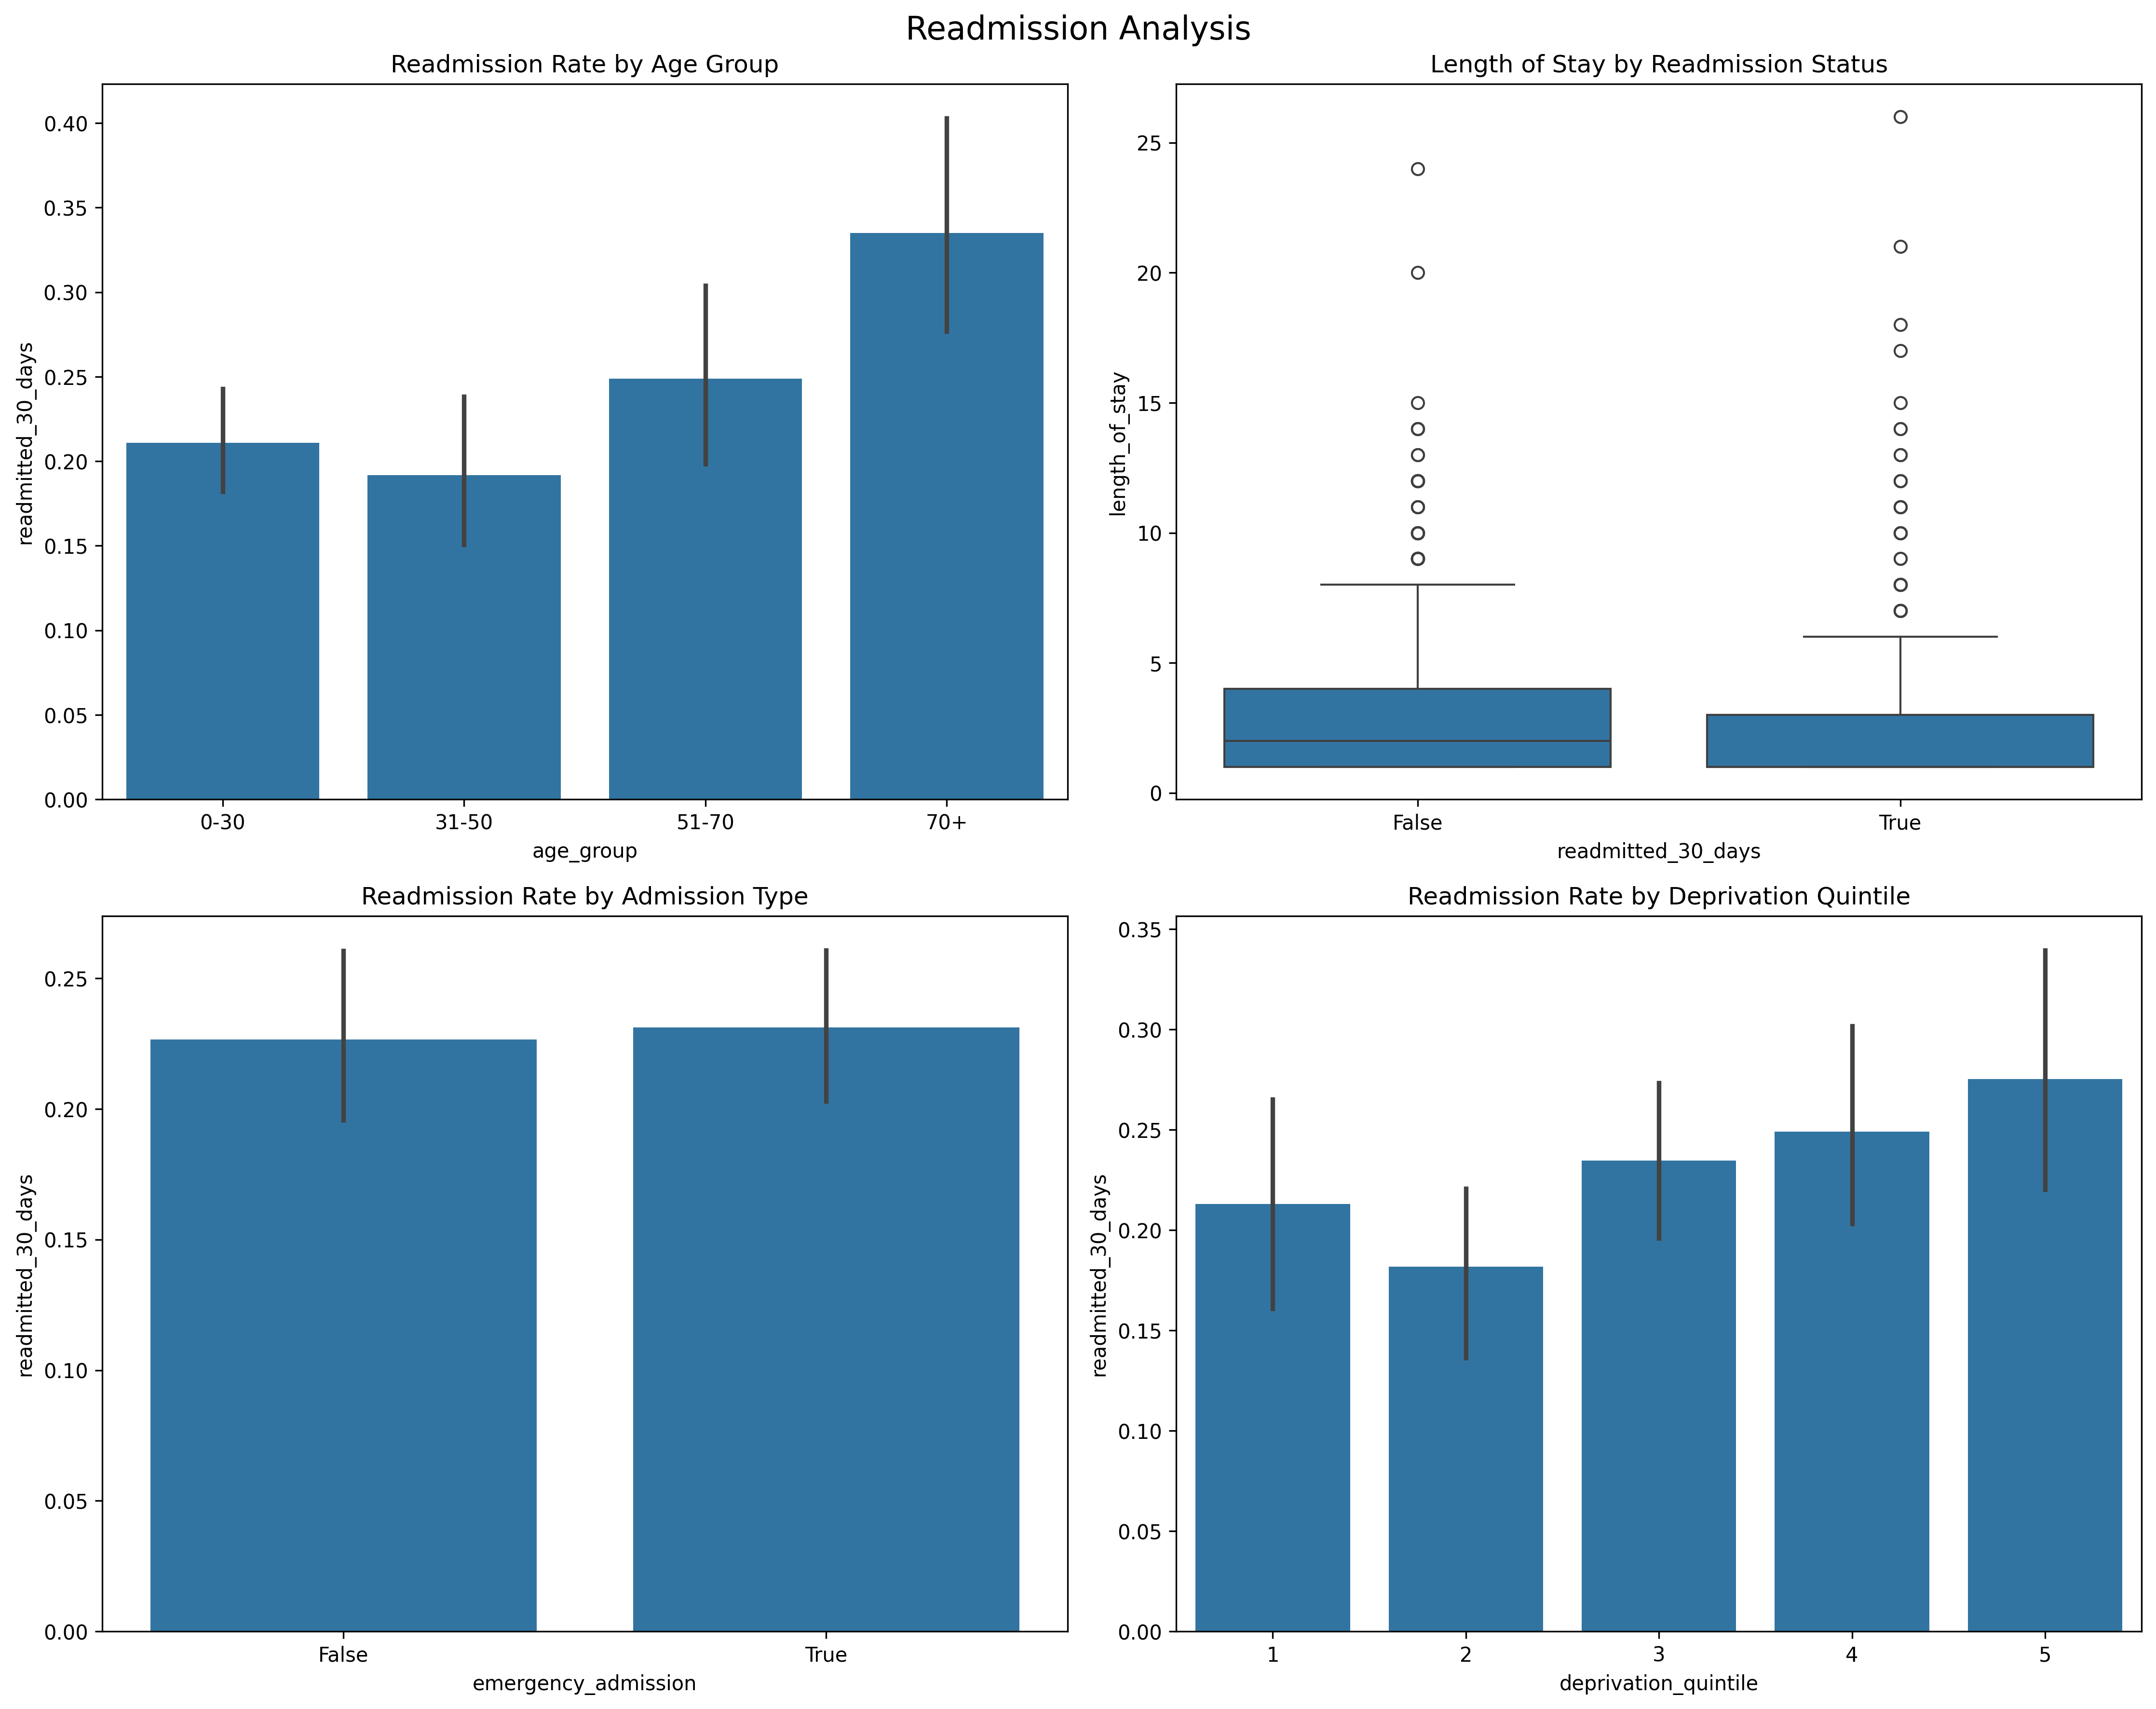 Readmission Analysis
Readmission Rate by Age Group
readmitted_30_days
0.40
0.35
0.30
0.25
0.20
0.15
0.10
0.05
0.00
0-30 31-50 51-70 70+
age_group
Length of Stay by Readmission Status
length_of_stay
25
20
15
10
5
0
False True
readmitted_30_days
Readmission Rate by Admission Type
readmitted_30_days
0.25
0.20
0.15
0.10
0.05
0.00
False True
emergency_admission
Readmission Rate by Deprivation Quintile
readmitted_30_days
0.35
0.30
0.25
0.20
0.15
0.10
0.05
0.00
1 2 3 4 5
deprivation_quintile